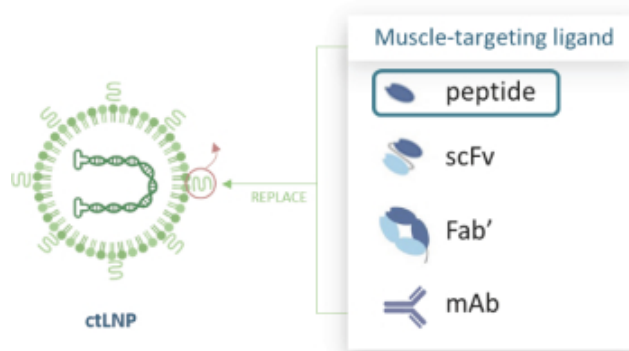 Muscle-targeting ligand
peptide
scFv
REPLACE
Fab’
mAb
ctLNP